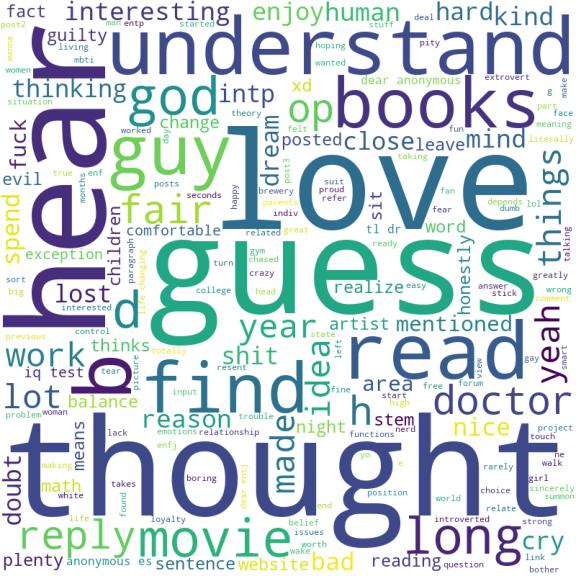 fact interesting enjoy human hard kind
man entp started stuff deal
post2 living mbti hoping wanted pity wanna
guilty understand
women dear anonymous extrovert
thinking god intp xd books
situation change op g make
fuck hear worked theory fun part face
guy posted close leave mind meaning
day felt post3 literally
evil dream taking
true enf posts love things
months seconds happy brewery suit proud refer fan
spend fair parents indiv fear depends dumb lol
children comfortable sit tl dr word talking
exception paragraph related great ready honestly greatly
life changing guess
sort lost turn gym chased crazy realize easy answer stick wrong
big interested college head comment
previous d year artist mentioned yeah
control thinks state
work totally shit idea left read
iq test tear picture resent view gay smart
b find area free forum
lot balance input fine stem start doctor
problem woman reason trouble h high
means lack emotions relationship night functions nerd nice project
thought made touch
enfj yo he walk
doubt making boring e rarely girl
math white takes dear entj position choice sincerely
found world summon
life loyalty end introverted relate strong
reply movie belief issues worth long cry
wake link
plenty anonymous es sentence website bad reading question bother